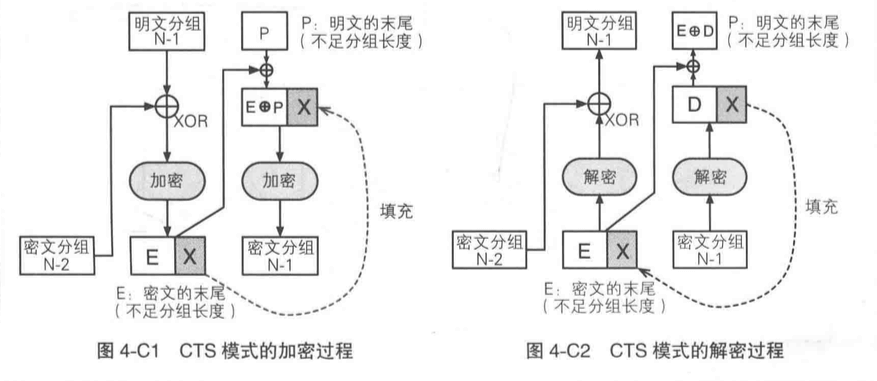 明文分组
N-1
P
P：明文的末尾
（不足分组长度）
XOR
E⊕P
X
加密
加密
填充
密文分组
N-2
E
X
密文分组
N-1
E：密文的末尾
（不足分组长度）
图 4-C1 CTS 模式的加密过程
明文分组
N-1
E⊕D
P：明文的末尾
（不足分组长度）
XOR
D
X
解密
解密
填充
密文分组
N-2
E
X
密文分组
N-1
E：密文的末尾
（不足分组长度）
图 4-C2 CTS 模式的解密过程